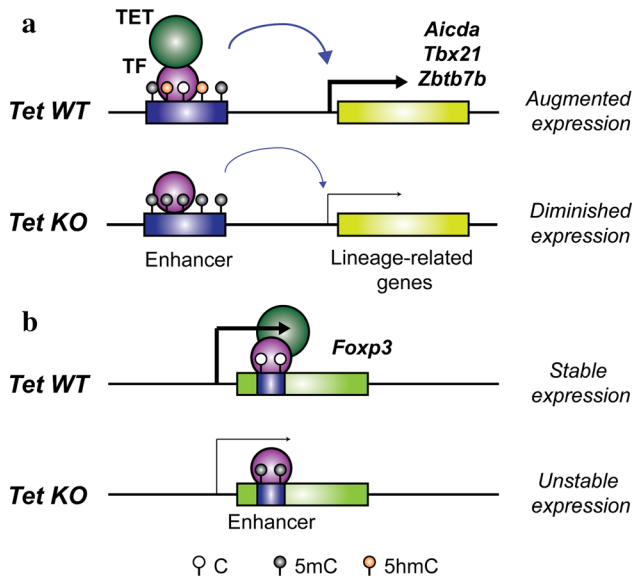 a
TET
TF
Aicda
Tbx21
Zbtb7b
Tet WT
Augmented
expression
Tet KO
Diminished
expression
Enhancer
Lineage-related
genes
b
Foxp3
Tet WT
Stable
expression
Tet KO
Unstable
expression
Enhancer
C 5mC 5hmC